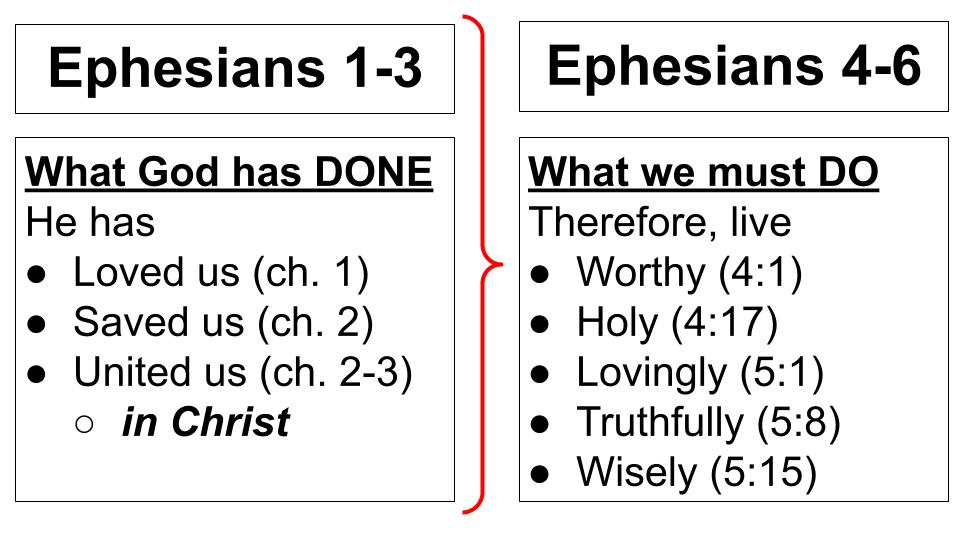 Ephesians 1-3
What God has DONE
He has
● Loved us (ch. 1)
● Saved us (ch. 2)
● United us (ch. 2-3)
○ in Christ
Ephesians 4-6
What we must DO
Therefore, live
● Worthy (4:1)
● Holy (4:17)
● Lovingly (5:1)
● Truthfully (5:8)
● Wisely (5:15)